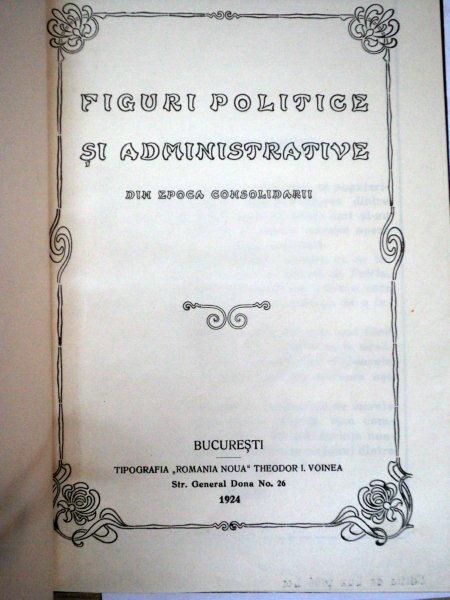 FIGURI POLITICE
ȘI ADMINISTRATIVE
DIN EPOCA CONSOLIDARII
BUCUREȘTI
TIPOGRAFIA „ROMANIA NOUA" THEODOR I. VOINEA
Str. General Dona No. 26
1924